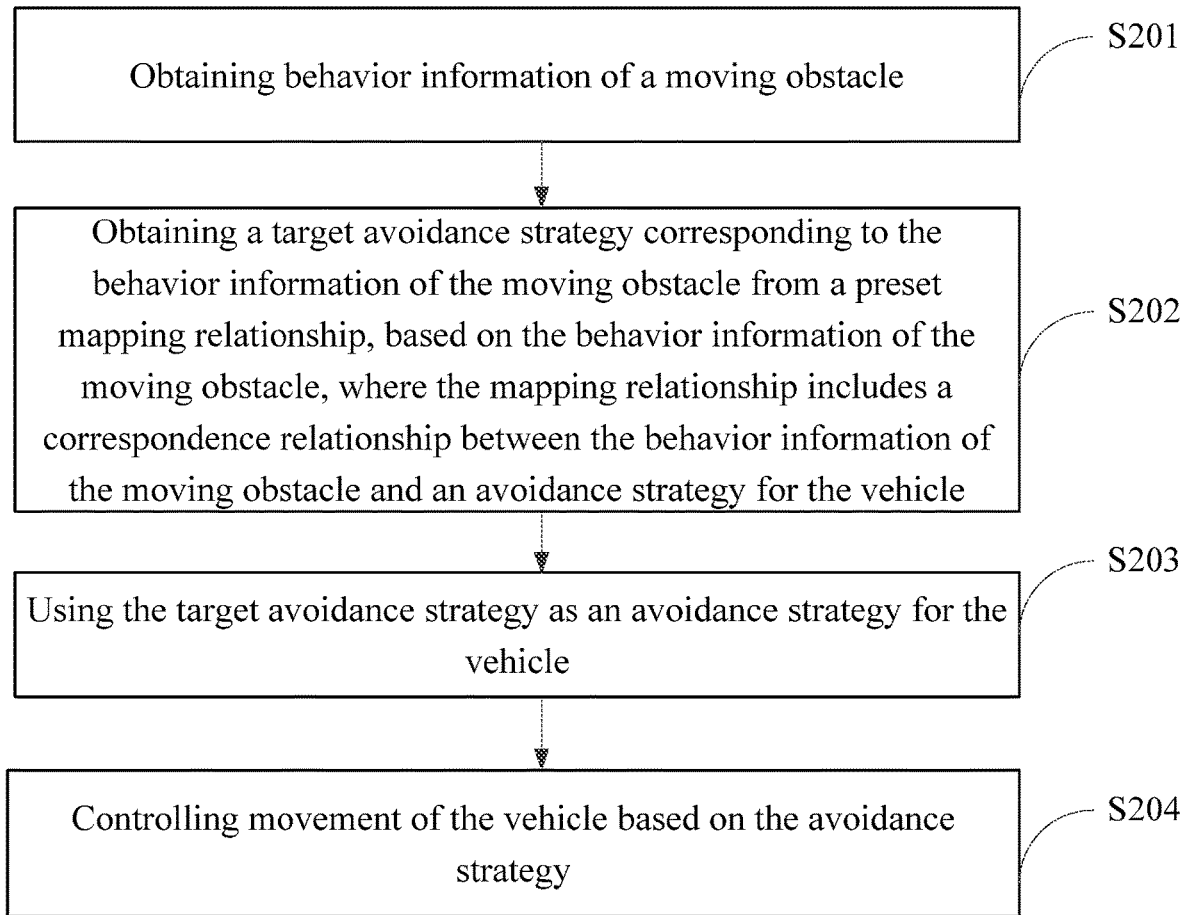 S201
Obtaining behavior information of a moving obstacle
Obtaining a target avoidance strategy corresponding to the
behavior information of the moving obstacle from a preset
mapping relationship, based on the behavior information of the
moving obstacle, where the mapping relationship includes a
correspondence relationship between the behavior information of
the moving obstacle and an avoidance strategy for the vehicle
S202
S203
Using the target avoidance strategy as an avoidance strategy for the
vehicle
S204
Controlling movement of the vehicle based on the avoidance
strategy